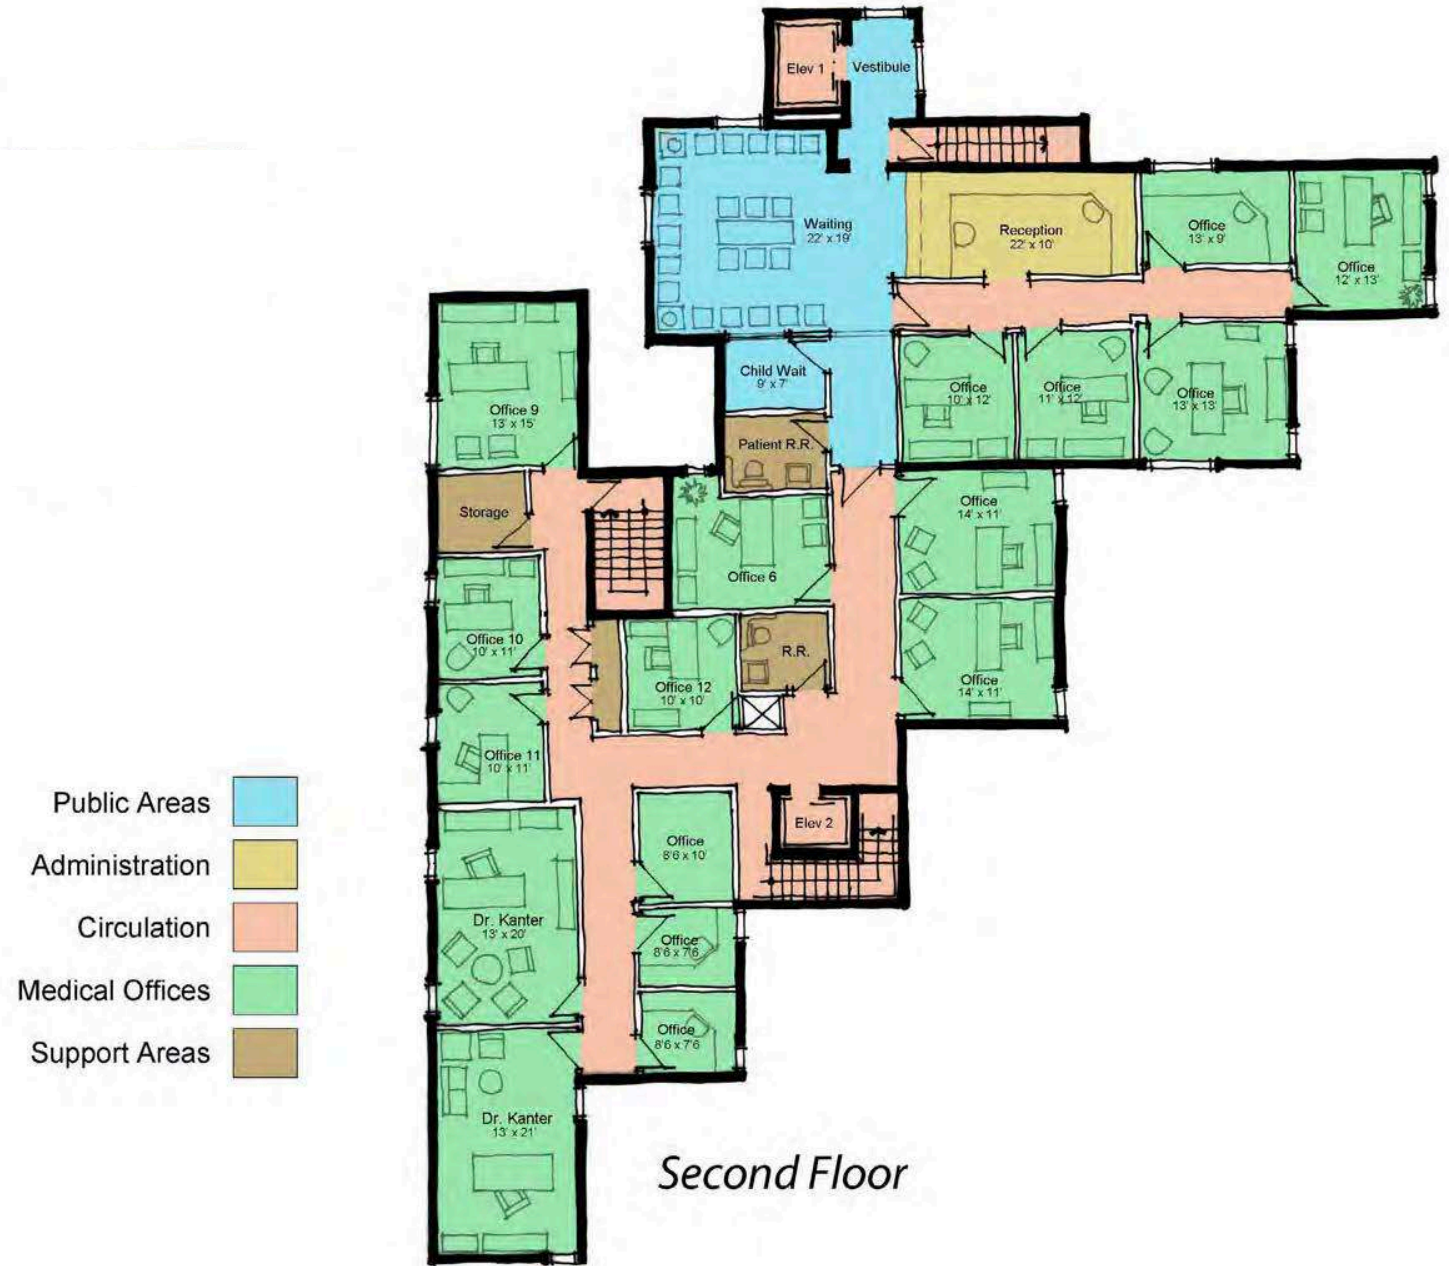 Elev 1
Vestibule
Waiting
22' x 19'
Reception
22' x 10'
Office
13' x 9'
Office
12' x 13'
Child Wait
9' x 7'
Office
10' x 12'
Office
11' x 12'
Office
13' x 13'
Office 9
13' x 15'
Patient R.R.
Storage
Office
14' x 11'
Office 6
Office 10
10' x 11'
Office 12
10' x 10'
R.R.
Office
14' x 11'
Office 11
10' x 11'
Elev 2
Office
8'6 x 10'
Dr. Kanter
13' x 20'
Office
8'6 x 7'6
Office
8'6 x 7'6
Dr. Kanter
13' x 21'
Public Areas
Administration
Circulation
Medical Offices
Support Areas
Second Floor